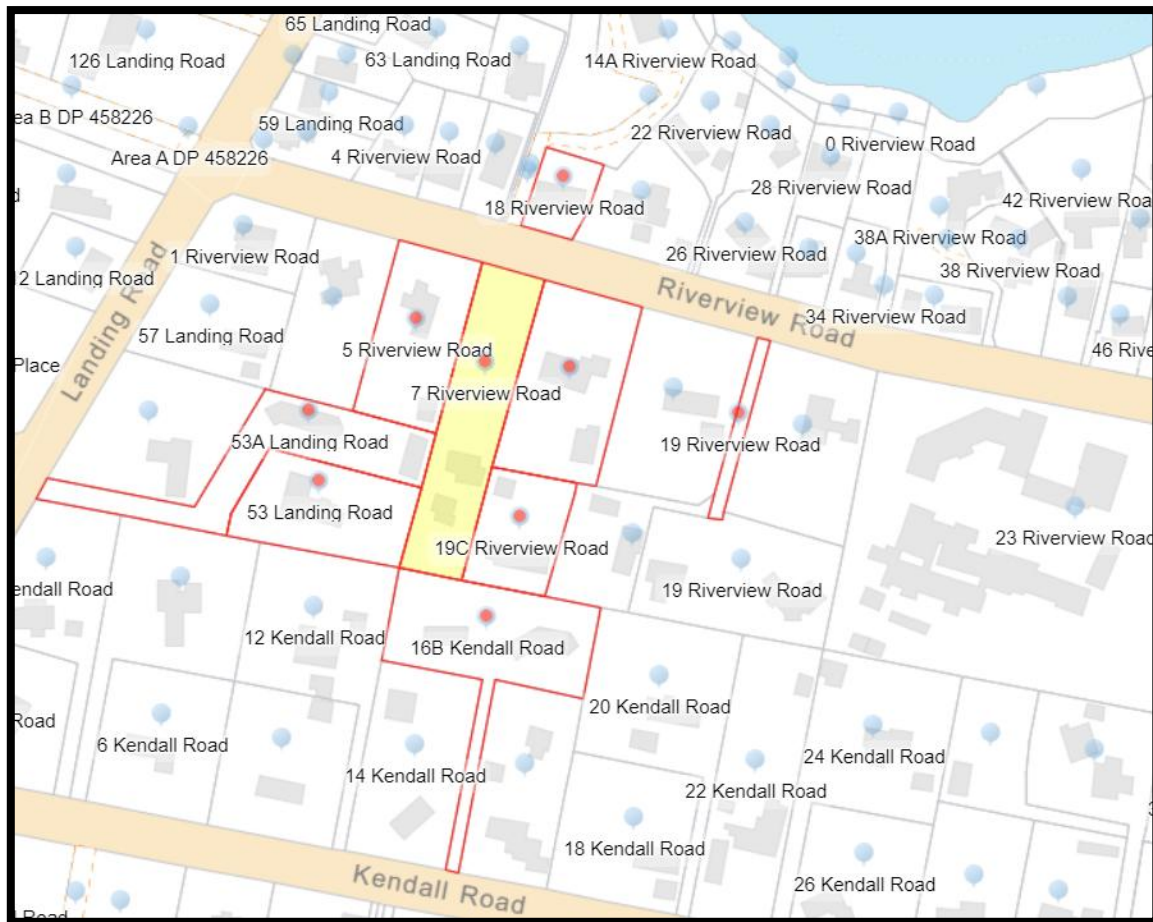 65 Landing Road
126 Landing Road
63 Landing Road
14A Riverview Road
ea B DP 458226
59 Landing Road
22 Riverview Road
0 Riverview Road
Area A DP 458226
4 Riverview Road
28 Riverview Road
42 Riverview Roa
18 Riverview Road
38A Riverview Road
1 Riverview Road
26 Riverview Road
38 Riverview Road
12 Landing Road
Landing Road
Riverview Road
34 Riverview Road
57 Landing Road
5 Riverview Road
46 Rive
Place
7 Riverview Road
53A Landing Road
19 Riverview Road
53 Landing Road
19C Riverview Road
23 Riverview Road
endall Road
19 Riverview Road
12 Kendall Road
16B Kendall Road
20 Kendall Road
Road
6 Kendall Road
24 Kendall Road
14 Kendall Road
22 Kendall Road
18 Kendall Road
Kendall Road
26 Kendall Road
Road